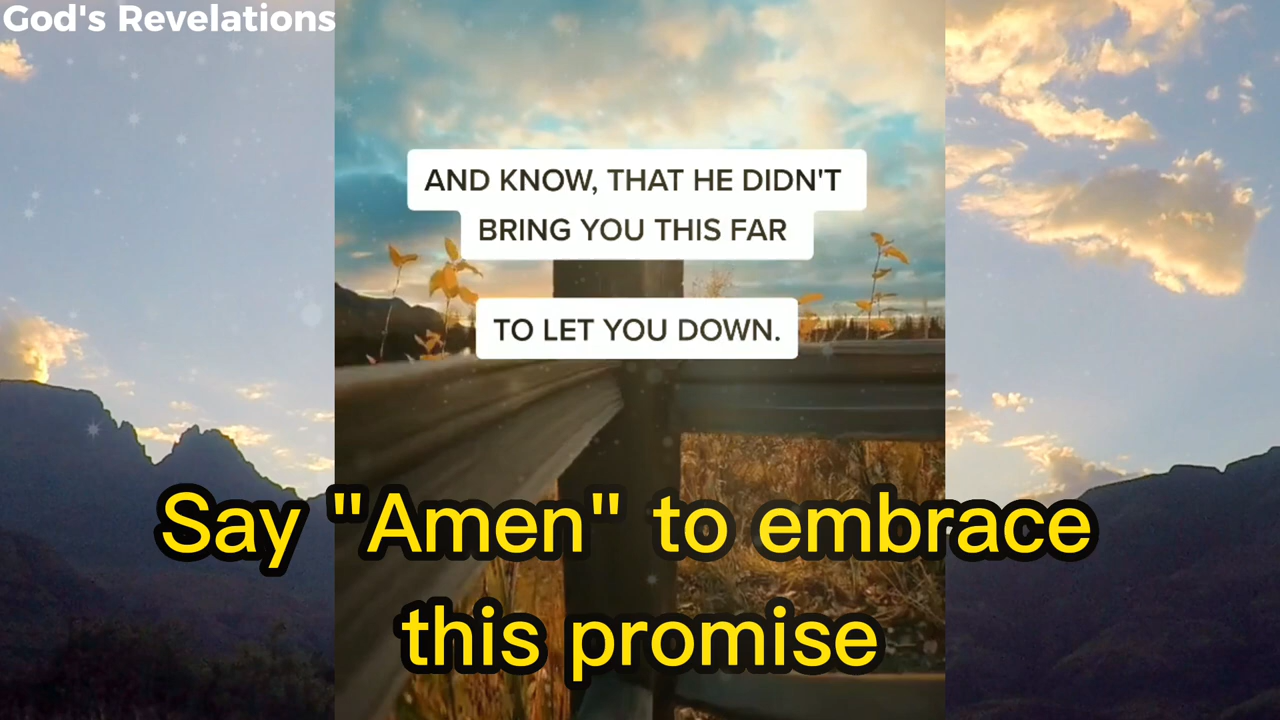 God's Revelations
AND KNOW, THAT HE DIDN'T
BRING YOU THIS FAR
TO LET YOU DOWN.
Say "Amen" to embrace
this promise